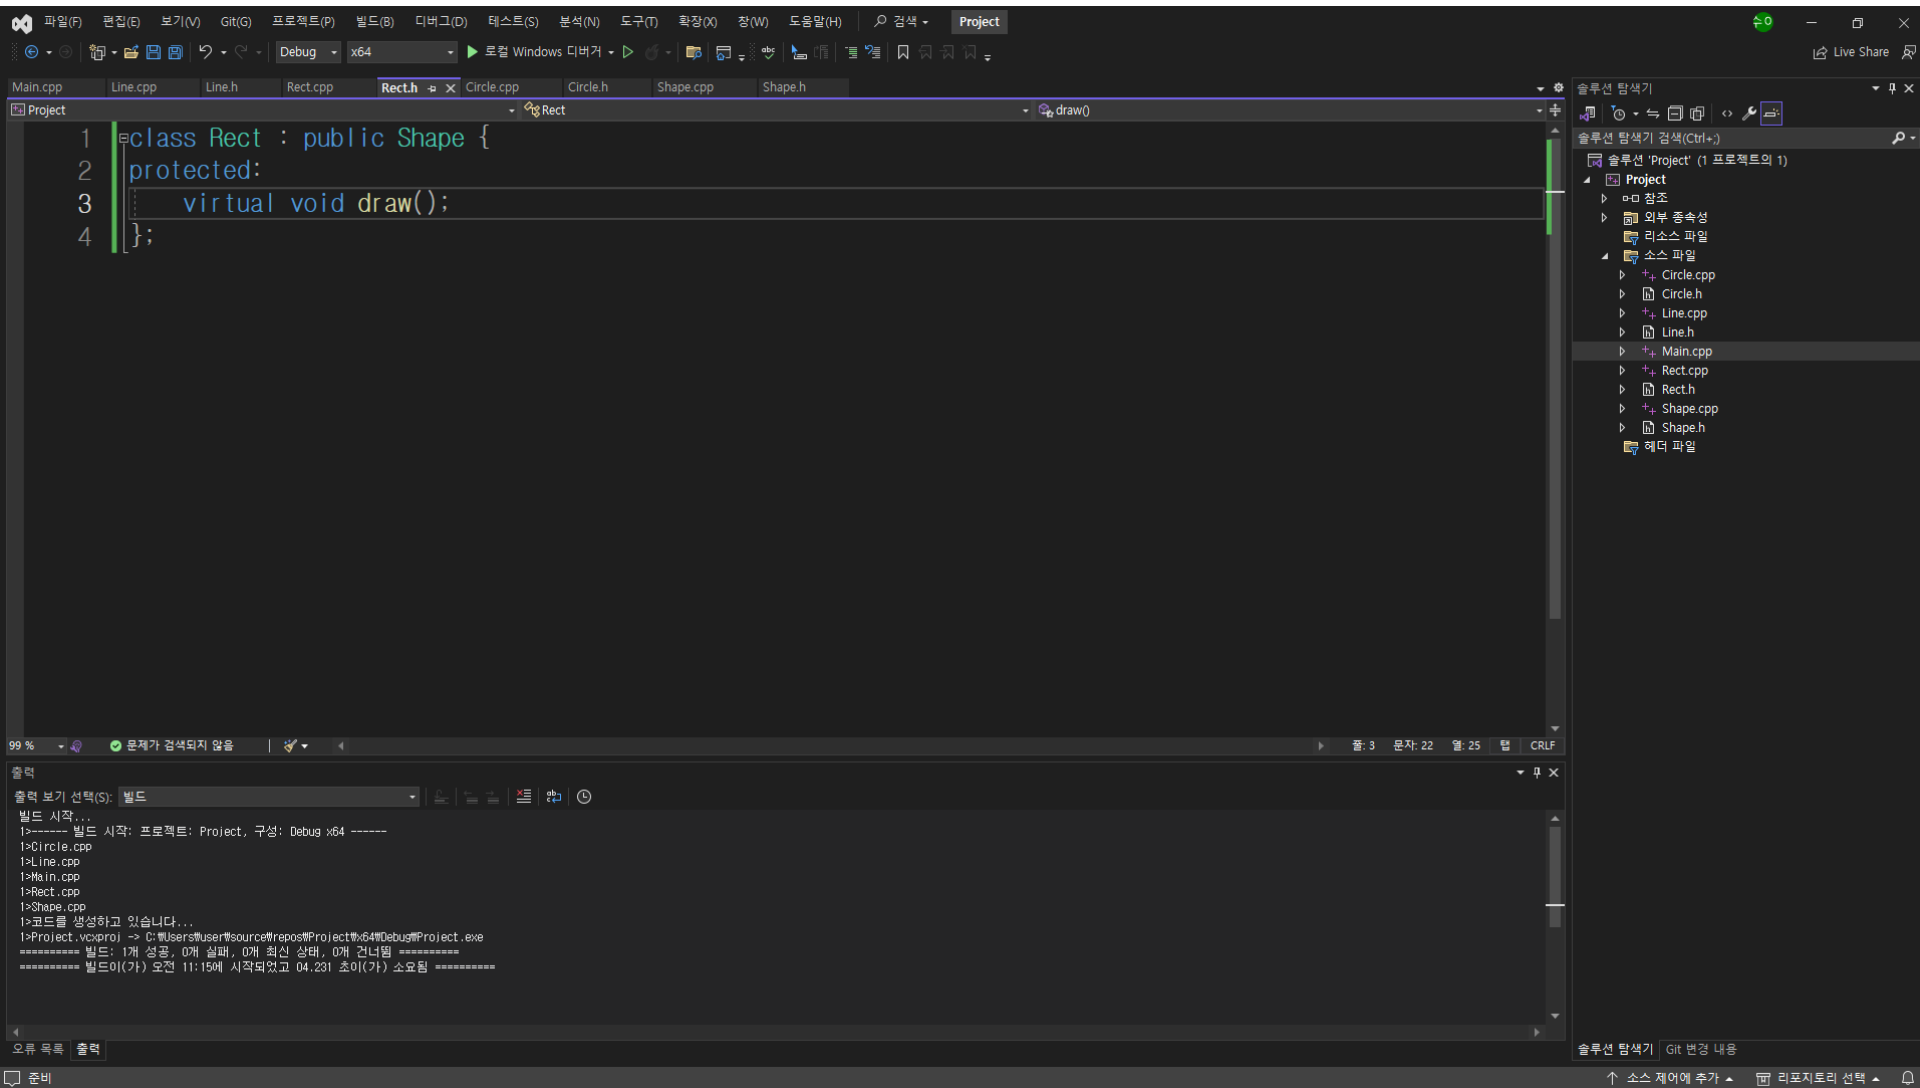 파일(F) 편집(E) 보기(V) Git(G) 프로젝트(P) 빌드(B) 디버그(D) 테스트(S) 분석(N) 도구(T) 확장(X) 창(W) 도움말(H) 검색 Project 순0
Debug x64 로컬 Windows 디버거 Live Share
Main.cpp Line.cpp Line.h Rect.cpp Rect.h Circle.cpp Circle.h Shape.cpp Shape.h
Project Rect draw()
1 class Rect : public Shape {
2 protected:
3 virtual void draw();
4 };
99 % 문제가 검색되지 않음 줄: 3 문자: 22 열: 25 탭 CRLF
출력
출력 보기 선택(S): 빌드
빌드 시작...
1>------ 빌드 시작: 프로젝트: Project, 구성: Debug x64 ------
1>Circle.cpp
1>Line.cpp
1>Main.cpp
1>Rect.cpp
1>Shape.cpp
1>코드를 생성하고 있습니다...
1>Project.vcxproj -> C:₩Users₩user₩source₩repos₩Project₩x64₩Debug₩Project.exe
========== 빌드: 1개 성공, 0개 실패, 0개 최신 상태, 0개 건너뜀 ==========
========== 빌드이(가) 오전 11:15에 시작되었고 04.231 초이(가) 소요됨 ==========
오류 목록 출력
솔루션 탐색기
솔루션 탐색기 검색(Ctrl+;)
솔루션 'Project' (1 프로젝트의 1)
Project
참조
외부 종속성
리소스 파일
소스 파일
Circle.cpp
Circle.h
Line.cpp
Line.h
Main.cpp
Rect.cpp
Rect.h
Shape.cpp
Shape.h
헤더 파일
솔루션 탐색기 Git 변경 내용
준비 소스 제어에 추가 리포지토리 선택